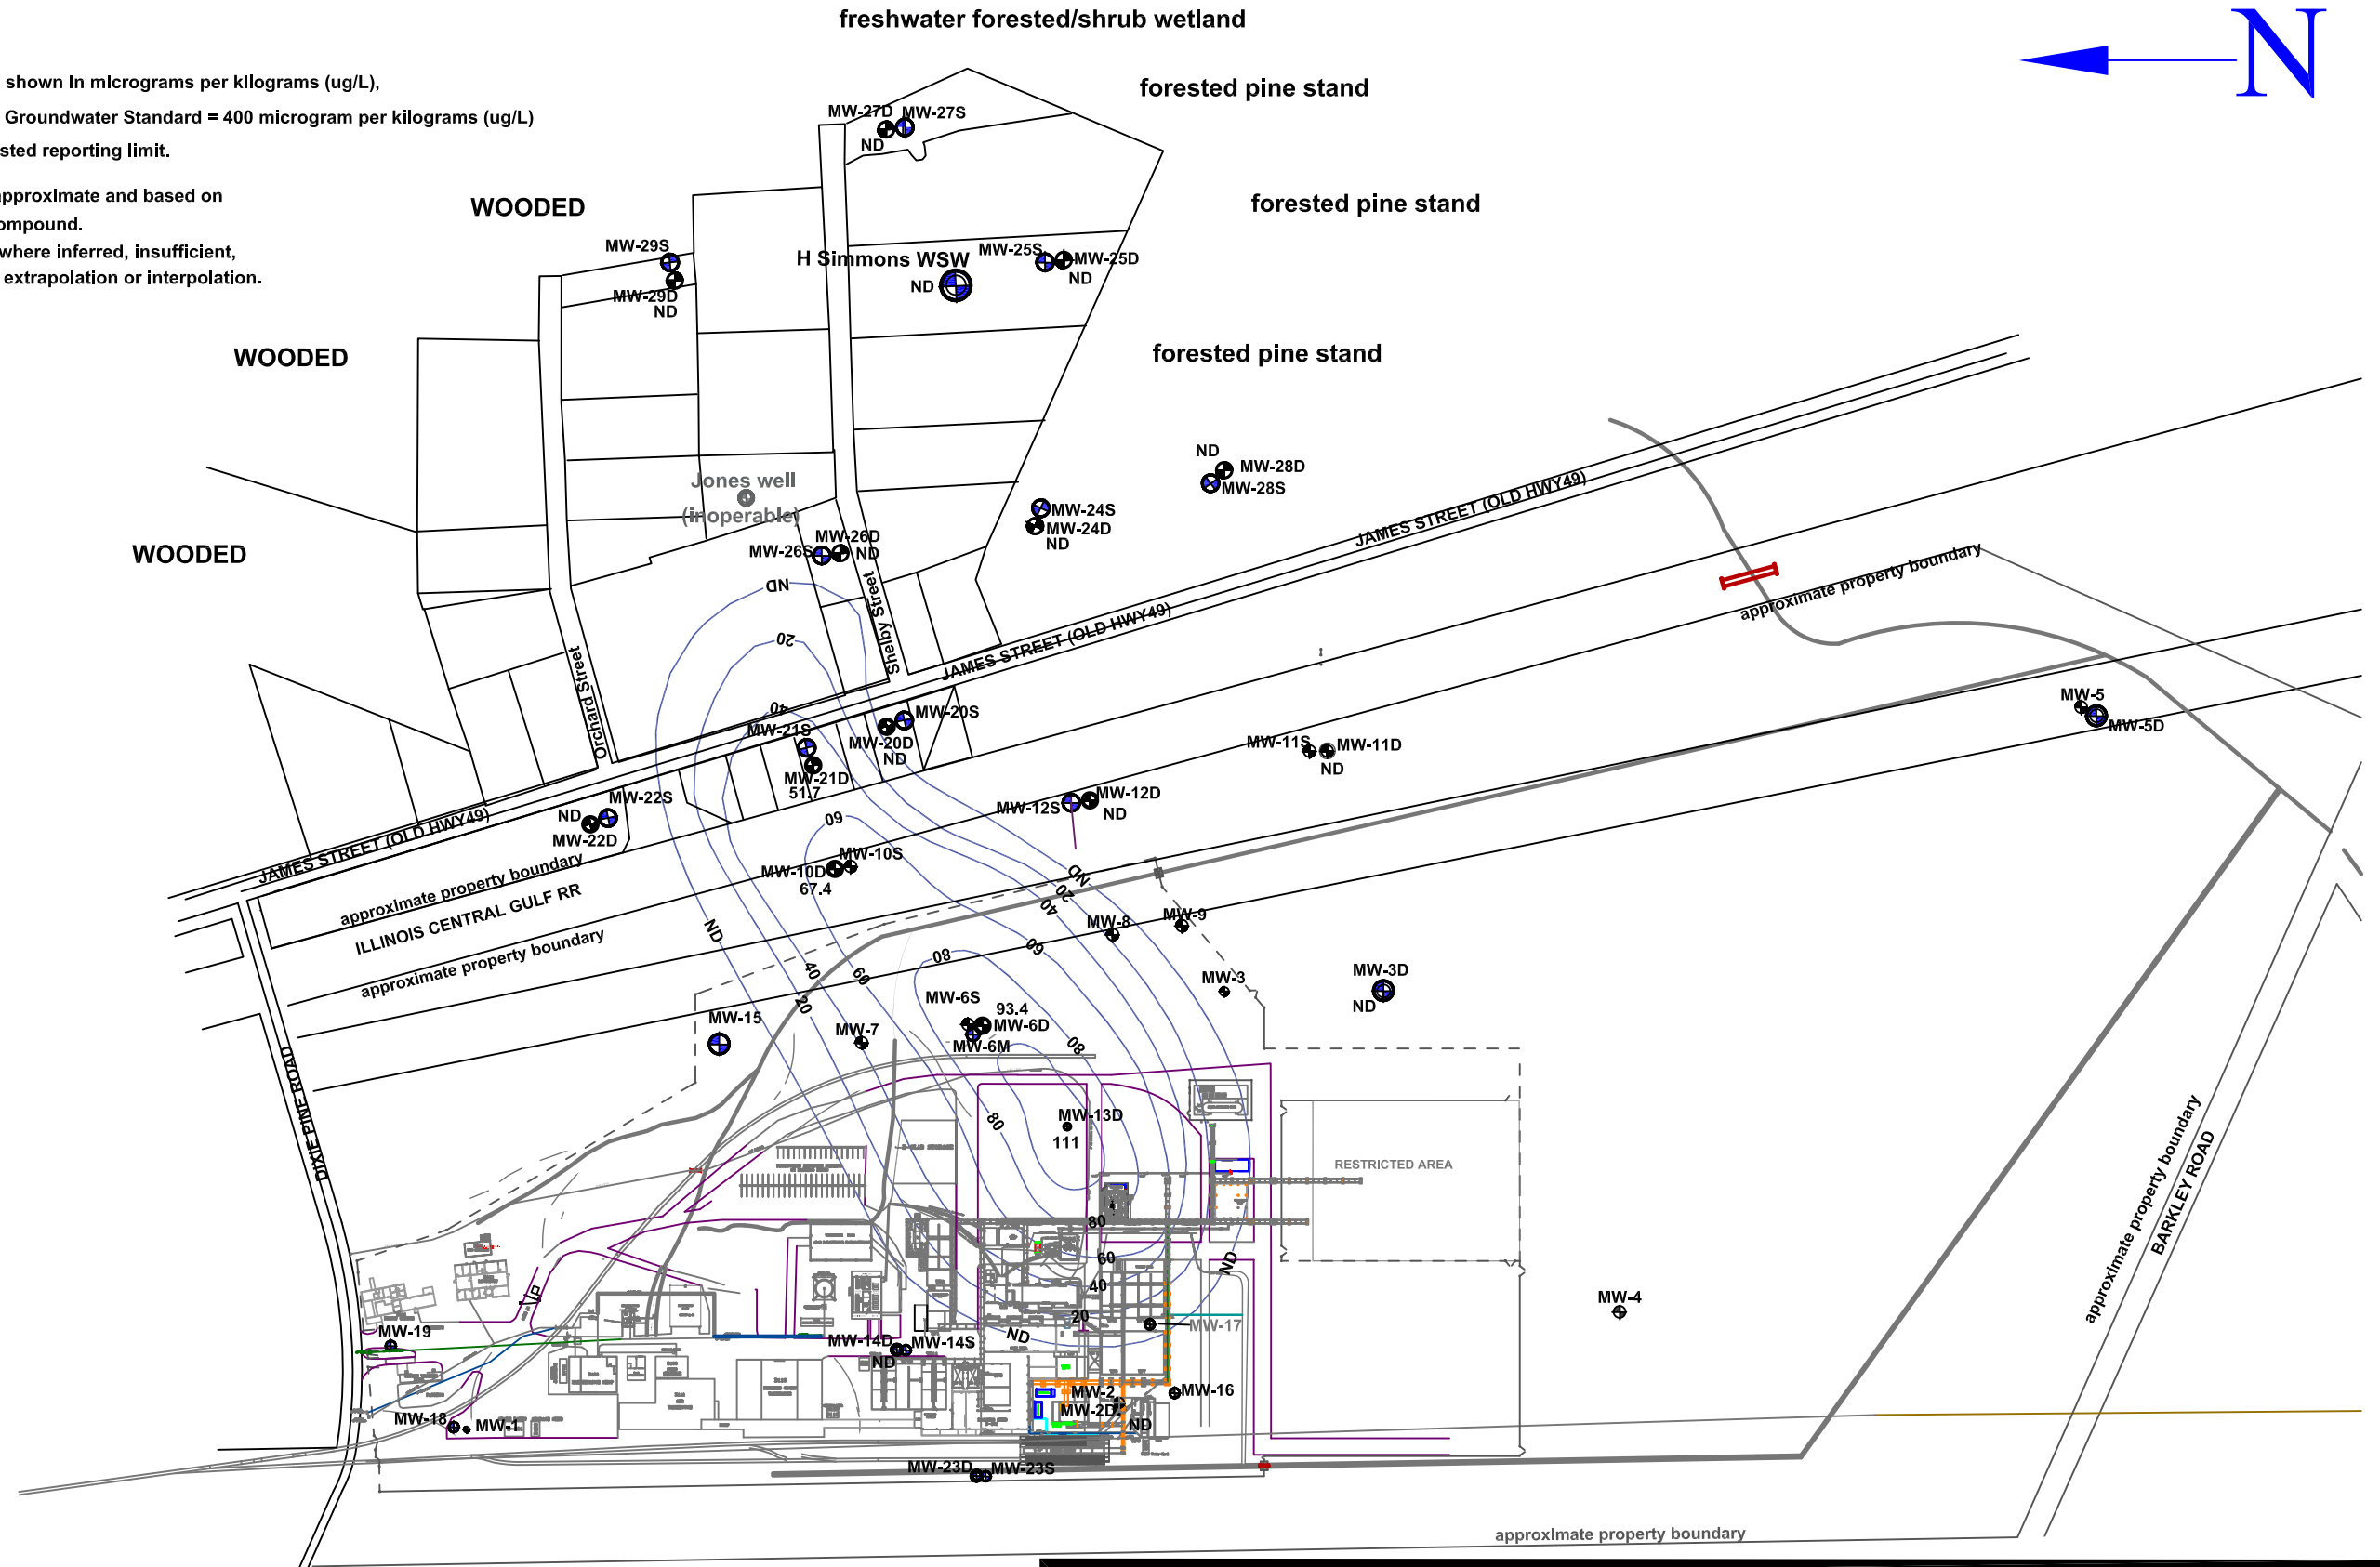 freshwater forested/shrub wetland
N
shown In mIcrograms per kIlograms (ug/L),
Groundwater Standard = 400 microgram per kilograms (ug/L)
sted reporting limit.
approxImate and based on
ompound.
where inferred, insufficient,
extrapolation or interpolation.
forested pine stand
MW-27D
MW-27S
ND
WOODED
forested pine stand
MW-29S
MW-29D
ND
H Simmons WSW
ND
MW-25S
MW-25D
ND
WOODED
forested pine stand
ND
MW-28D
MW-28S
Jones well
(inoperable)
MW-24S
MW-24D
ND
JAMES STREET (OLD HWY49)
WOODED
MW-26D
MW-26S
ND
ND
Shelby Street
approximate property boundary
20
JAMES STREET (OLD HWY49)
Orchard Street
40
MW-21S
MW-21D
51.7
MW-20S
MW-20D
ND
MW-5
MW-5D
MW-11S
MW-11D
ND
MW-22S
ND
MW-22D
MW-12S
MW-12D
ND
60
JAMES STREET (OLD HWY49)
MW-10S
MW-10D
67.4
approximate property boundary
ILLINOIS CENTRAL GULF RR
approximate property boundary
ND
20
40
60
ND
MW-8
MW-9
80
40
60
20
MW-3
MW-3D
ND
MW-6S
93.4
MW-6D
MW-6M
MW-15
MW-7
80
80
MW-13D
111
DIXIE PINE ROAD
RESTRICTED AREA
approximate property boundary
BARKLEY ROAD
80
60
40
20
ND
ND
MW-4
MW-17
MW-19
MW-14D
MW-14S
ND
MW-2
MW-2D
ND
MW-16
MW-18
MW-1
MW-23D
MW-23S
approxImate property boundary